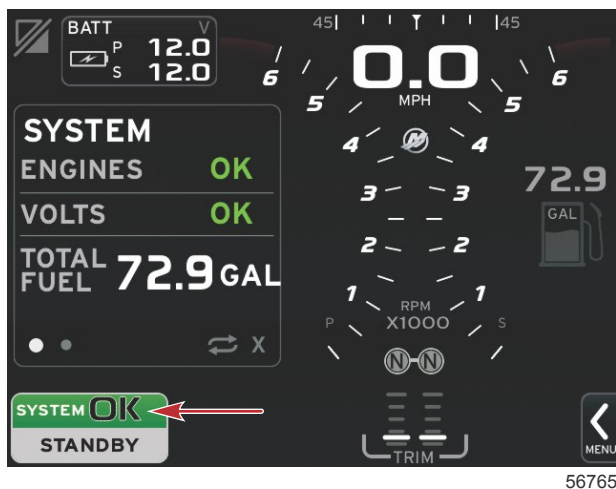 BATT V
P 12.0
S 12.0
45 45
0.0
MPH
6 6
5 5
4 4
3 3
2 2
1 1
RPM
X1000
P S
N N
TRIM
SYSTEM
ENGINES OK
VOLTS OK
TOTAL FUEL 72.9 GAL
X
72.9
GAL
SYSTEM OK
STANDBY
MENU
56765